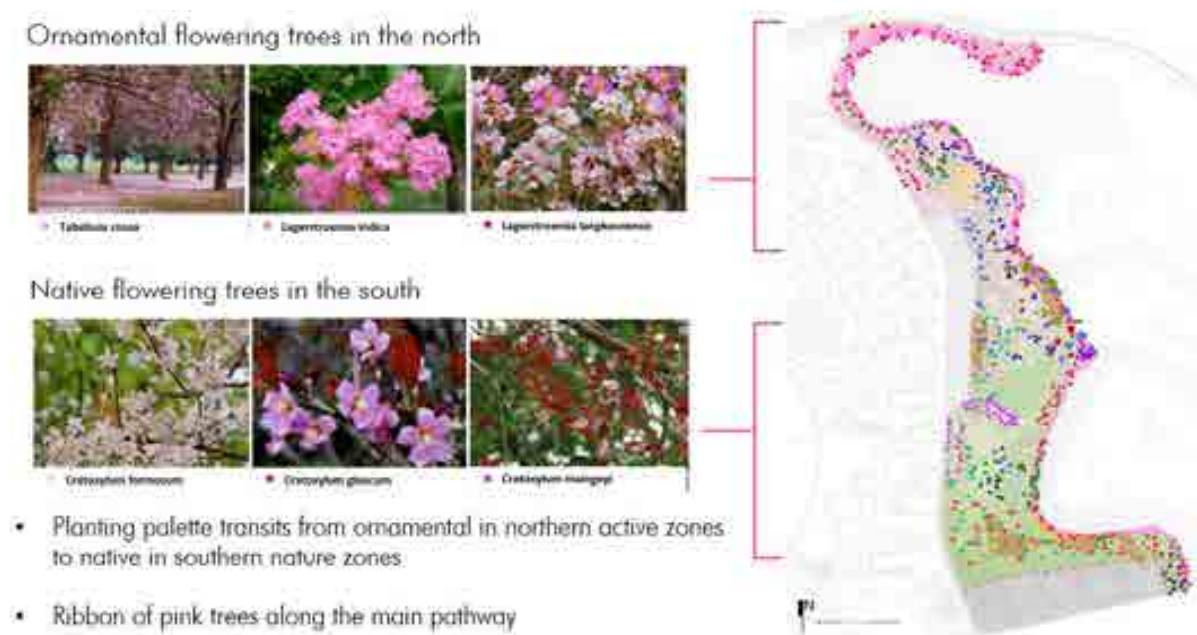 Ornamental flowering trees in the north
Tabebuia rosea
Lagerstroemia indica
Lagerstroemia langkawiensis
Native flowering trees in the south
Cratoxylum formosum
Cratoxylum glaucum
Cratoxylum maingayi
• Planting palette transits from ornamental in northern active zones
to native in southern nature zones
• Ribbon of pink trees along the main pathway
N